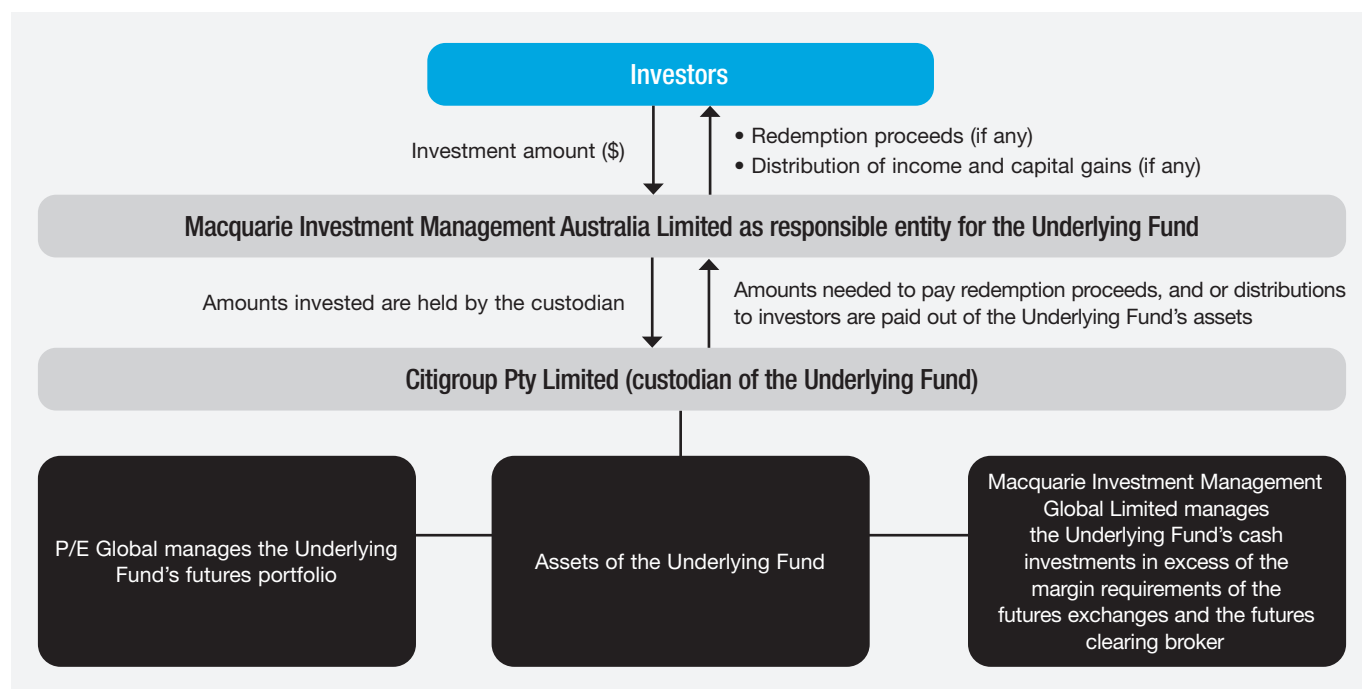 Investors
Investment amount ($)
• Redemption proceeds (if any)
• Distribution of income and capital gains (if any)
Macquarie Investment Management Australia Limited as responsible entity for the Underlying Fund
Amounts invested are held by the custodian
Amounts needed to pay redemption proceeds, and or distributions
to investors are paid out of the Underlying Fund's assets
Citigroup Pty Limited (custodian of the Underlying Fund)
P/E Global manages the Underlying
Fund's futures portfolio
Assets of the Underlying Fund
Macquarie Investment Management
Global Limited manages
the Underlying Fund's cash
investments in excess of the
margin requirements of the
futures exchanges and the futures
clearing broker